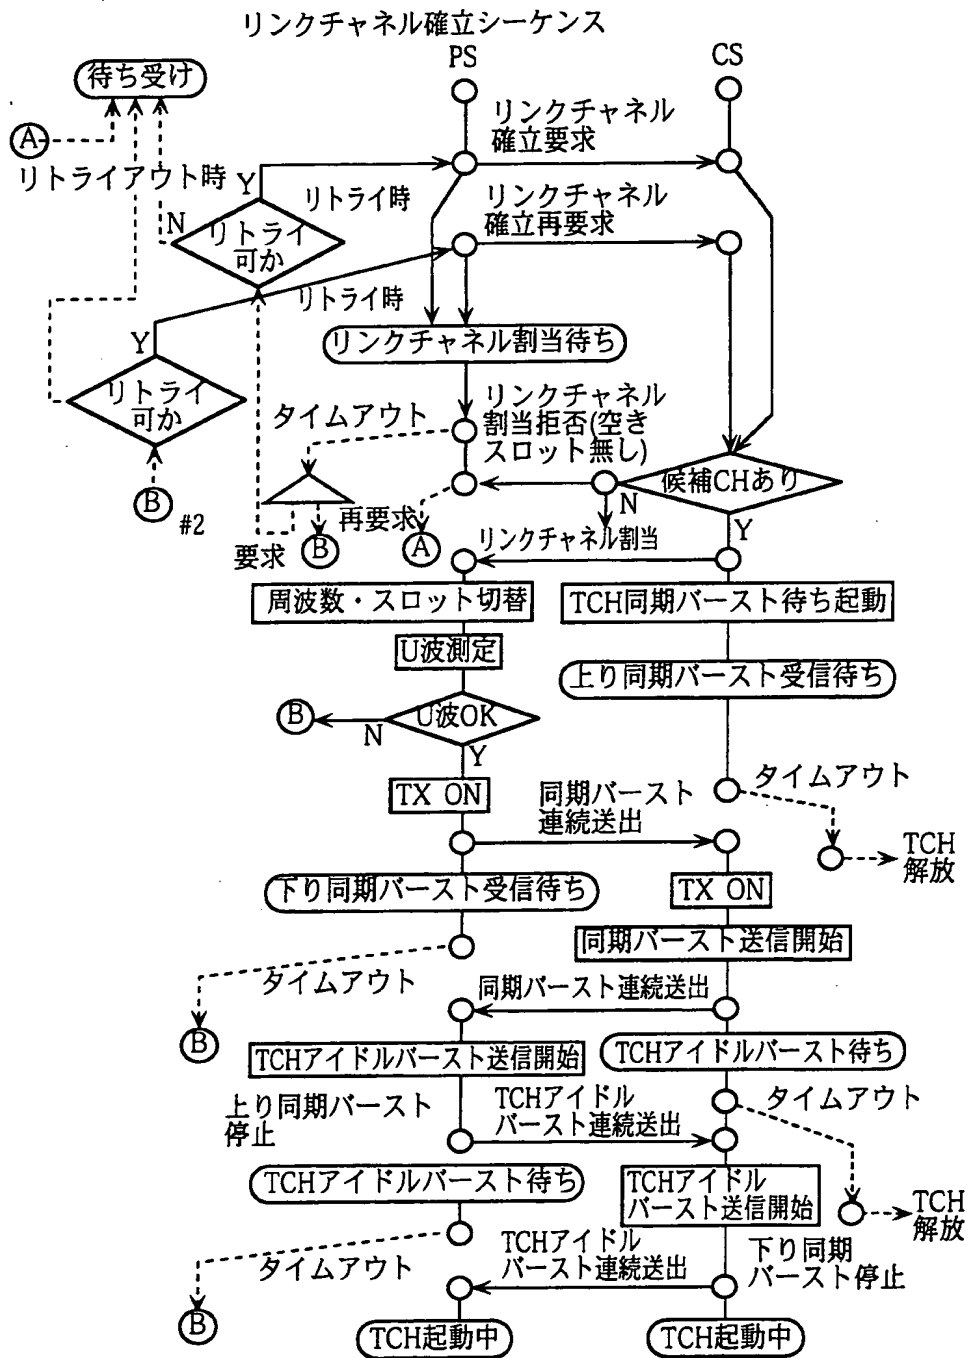 リンクチャネル確立シーケンス
PS
CS
待ち受け
A
リトライアウト時
リンクチャネル
確立要求
Y
リトライ時
N
リトライ
可か
リンクチャネル
確立再要求
リトライ時
Y
リンクチャネル割当待ち
リトライ
可か
タイムアウト
リンクチャネル
割当拒否(空き
スロット無し)
候補CHあり
N
Y
B
#2
要求
B
再要求
A
リンクチャネル割当
周波数・スロット切替
TCH同期バースト待ち起動
U波測定
上り同期バースト受信待ち
B
N
U波OK
Y
タイムアウト
TX ON
同期バースト
連続送出
TCH
解放
下り同期バースト受信待ち
TX ON
同期バースト送信開始
タイムアウト
同期バースト連続送出
B
TCHアイドルバースト送信開始
TCHアイドルバースト待ち
上り同期バースト
停止
TCHアイドル
バースト連続送出
タイムアウト
TCHアイドルバースト待ち
TCHアイドル
バースト送信開始
TCH
解放
タイムアウト
TCHアイドル
バースト連続送出
下り同期
バースト停止
B
TCH起動中
TCH起動中